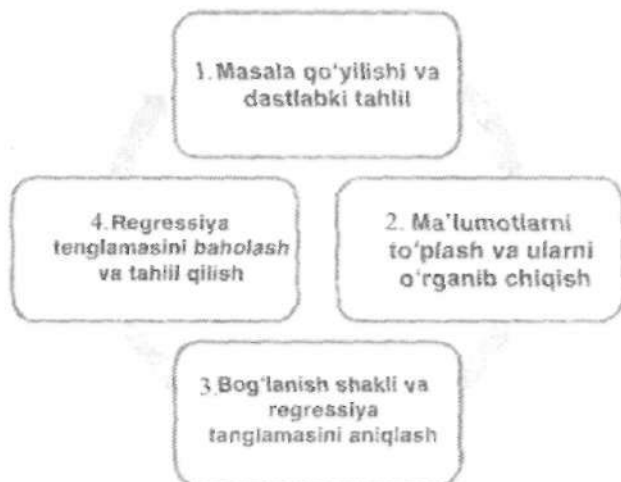 1. Masala qo'yilishi va
dastlabki tahlil
4. Regressiya
tenglamasini baholash
va tahlil qilish
2. Ma'lumotlarni
to'plash va ularni
o'rganib chiqish
3. Bog'lanish shakli va
regressiya
tanglamasini aniqlash